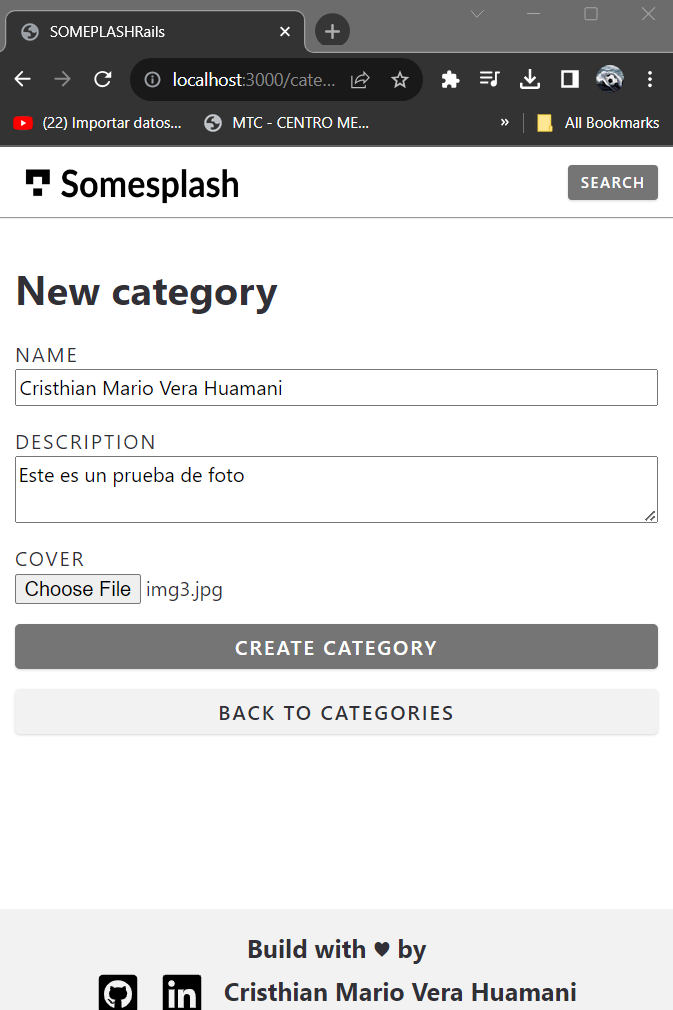 SOMEPLASHRails
localhost:3000/cate...
(22) Importar datos... MTC - CENTRO ME... » All Bookmarks
Somesplash SEARCH
New category
NAME
Cristhian Mario Vera Huamani
DESCRIPTION
Este es un prueba de foto
COVER
Choose File img3.jpg
CREATE CATEGORY
BACK TO CATEGORIES
Build with ♥ by
in Cristhian Mario Vera Huamani